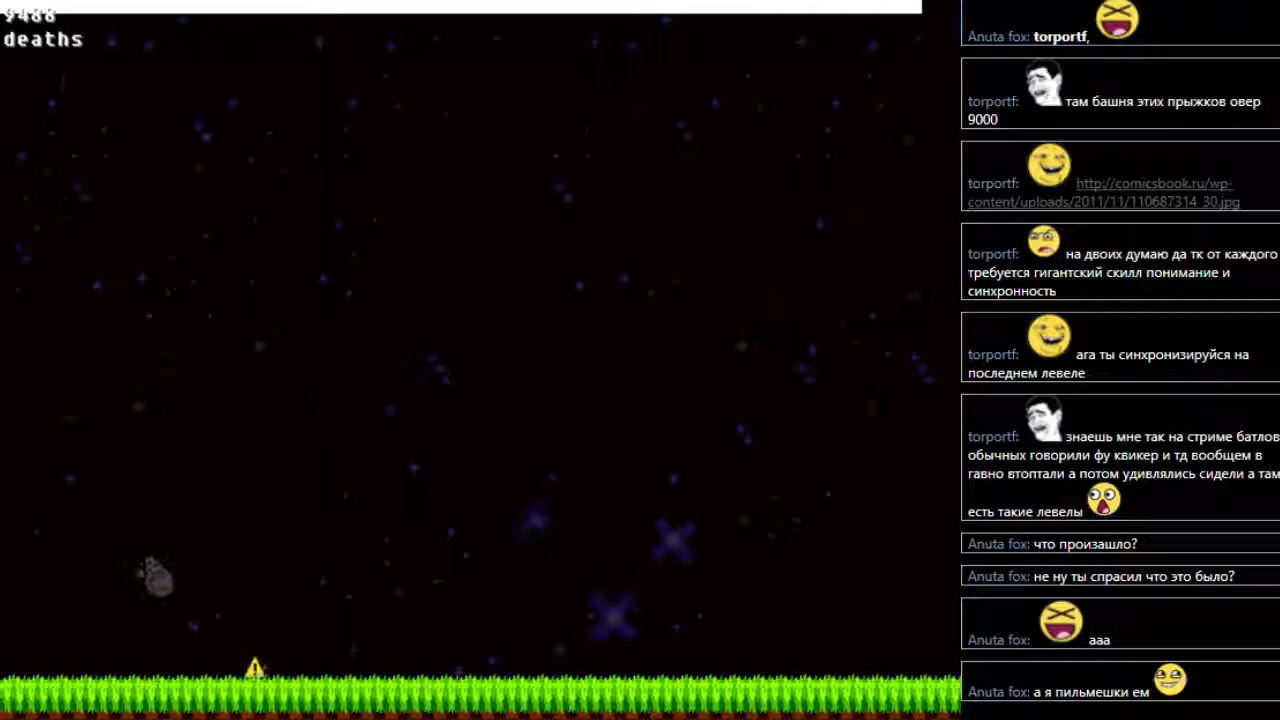 9488
deaths
Anuta fox: torportf,
torportf: там башня этих прыжков овер
9000
torportf: http://comicsbook.ru/wp-
content/uploads/2011/11/110687314_30.jpg
torportf: на двоих думаю да тк от каждого
требуется гигантский скилл понимание и
синхронность
torportf: ага ты синхронизируйся на
последнем левеле
torportf: знаешь мне так на стриме батлов
обычных говорили фу квикер и тд вообщем в
гавно втоптали а потом удивлялись сидели а там
есть такие левелы
Anuta fox: что произашло?
Anuta fox: не ну ты спрасил что это было?
Anuta fox: ааа
Anuta fox: а я пильмешки ем